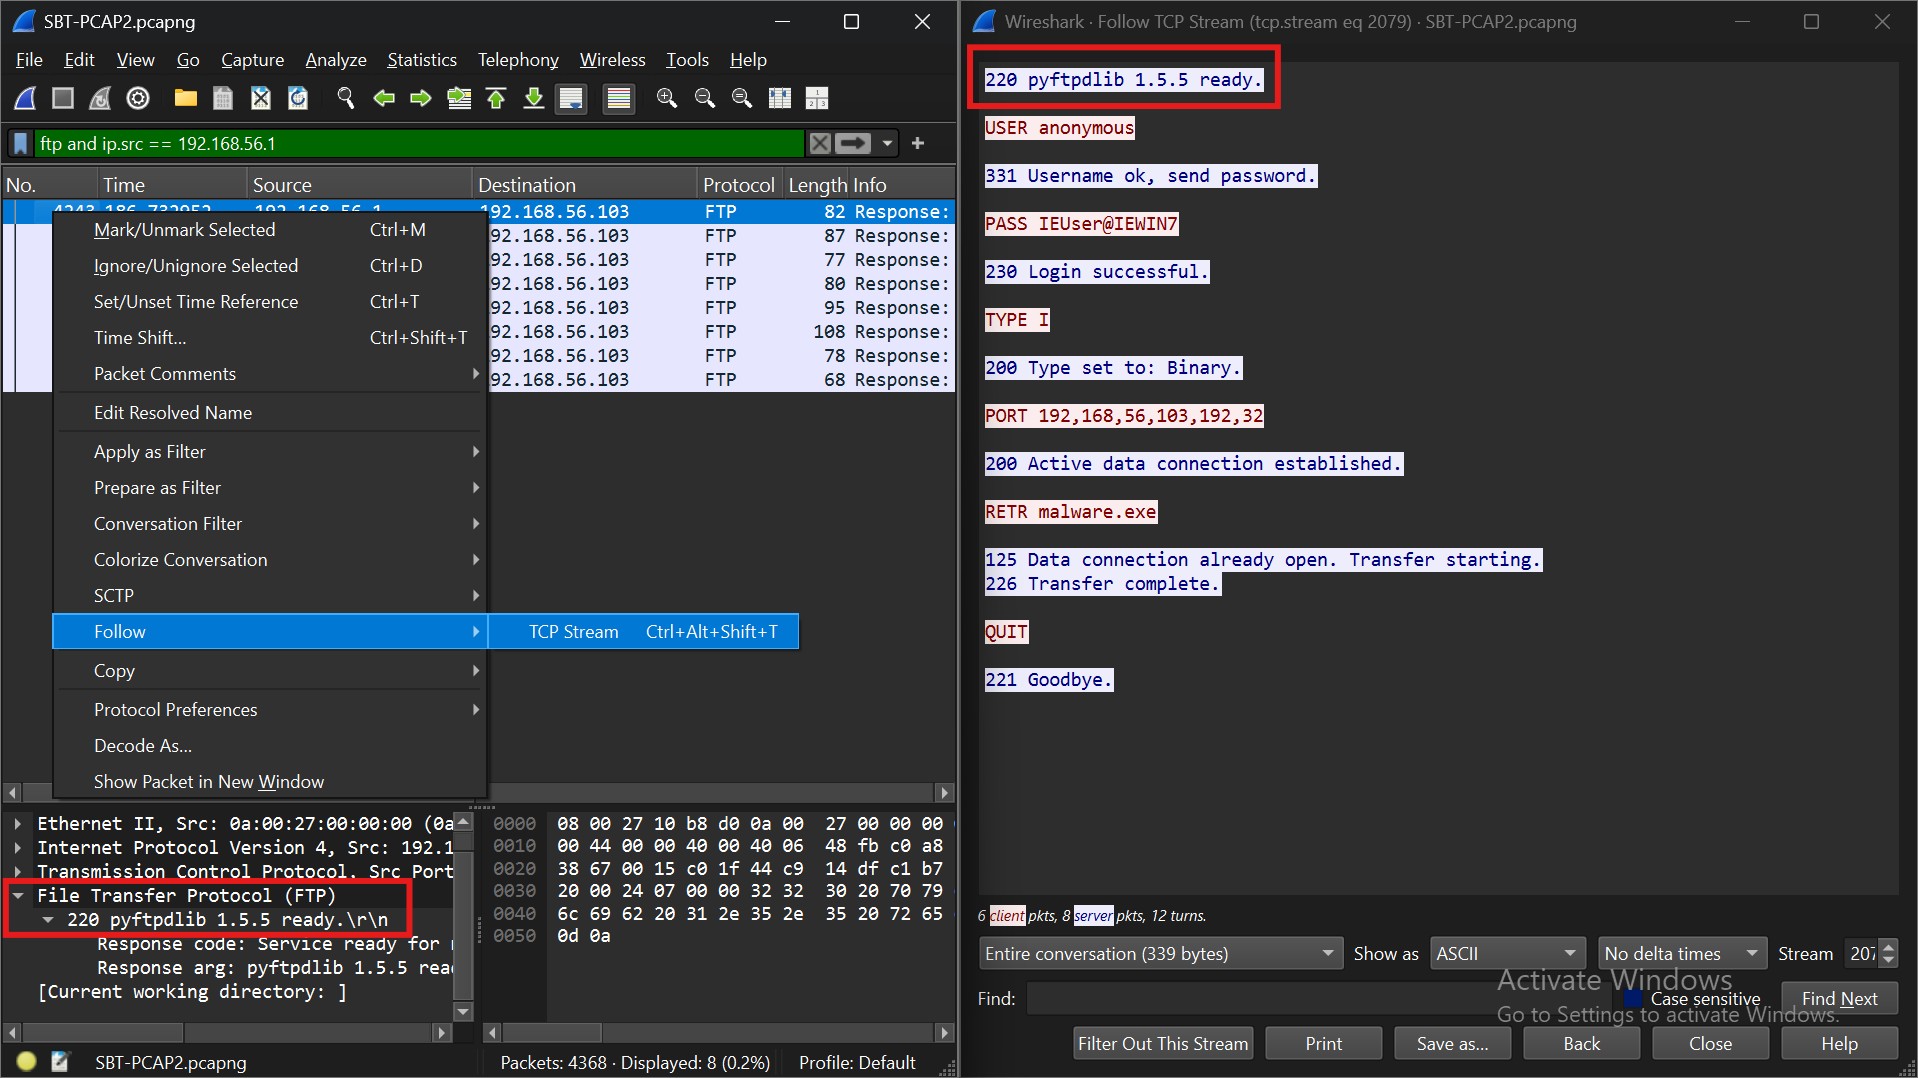 SBT-PCAP2.pcapng
File Edit View Go Capture Analyze Statistics Telephony Wireless Tools Help
ftp and ip.src == 192.168.56.1
No. Time Source Destination Protocol Length Info
4243 186.732952 192.168.56.1 192.168.56.103 FTP 82 Response:
92.168.56.103 FTP 87 Response:
92.168.56.103 FTP 77 Response:
92.168.56.103 FTP 80 Response:
92.168.56.103 FTP 95 Response:
92.168.56.103 FTP 108 Response:
92.168.56.103 FTP 78 Response:
92.168.56.103 FTP 68 Response:
Mark/Unmark Selected Ctrl+M
Ignore/Unignore Selected Ctrl+D
Set/Unset Time Reference Ctrl+T
Time Shift... Ctrl+Shift+T
Packet Comments
Edit Resolved Name
Apply as Filter
Prepare as Filter
Conversation Filter
Colorize Conversation
SCTP
Follow TCP Stream Ctrl+Alt+Shift+T
Copy
Protocol Preferences
Decode As...
Show Packet in New Window
Ethernet II, Src: 0a:00:27:00:00:00 (0a
Internet Protocol Version 4, Src: 192.1
Transmission Control Protocol, Src Port
File Transfer Protocol (FTP)
220 pyftpdlib 1.5.5 ready.\r\n
Response code: Service ready for
Response arg: pyftpdlib 1.5.5 rea
[Current working directory: ]
0000 08 00 27 10 b8 d0 0a 00 27 00 00 00
0010 00 44 00 00 40 00 40 06 48 fb c0 a8
0020 38 67 00 15 c0 1f 44 c9 14 df c1 b7
0030 20 00 24 07 00 00 32 32 30 20 70 79
0040 6c 69 62 20 31 2e 35 2e 35 20 72 65
0050 0d 0a
SBT-PCAP2.pcapng Packets: 4368 · Displayed: 8 (0.2%) Profile: Default
Wireshark · Follow TCP Stream (tcp.stream eq 2079) · SBT-PCAP2.pcapng
220 pyftpdlib 1.5.5 ready.
USER anonymous
331 Username ok, send password.
PASS IEUser@IEWIN7
230 Login successful.
TYPE I
200 Type set to: Binary.
PORT 192,168,56,103,192,32
200 Active data connection established.
RETR malware.exe
125 Data connection already open. Transfer starting.
226 Transfer complete.
QUIT
221 Goodbye.
6 client pkts, 8 server pkts, 12 turns.
Entire conversation (339 bytes) Show as ASCII No delta times Stream 207
Find: Case sensitive Find Next
Activate Windows
Go to Settings to activate Windows.
Filter Out This Stream Print Save as... Back Close Help